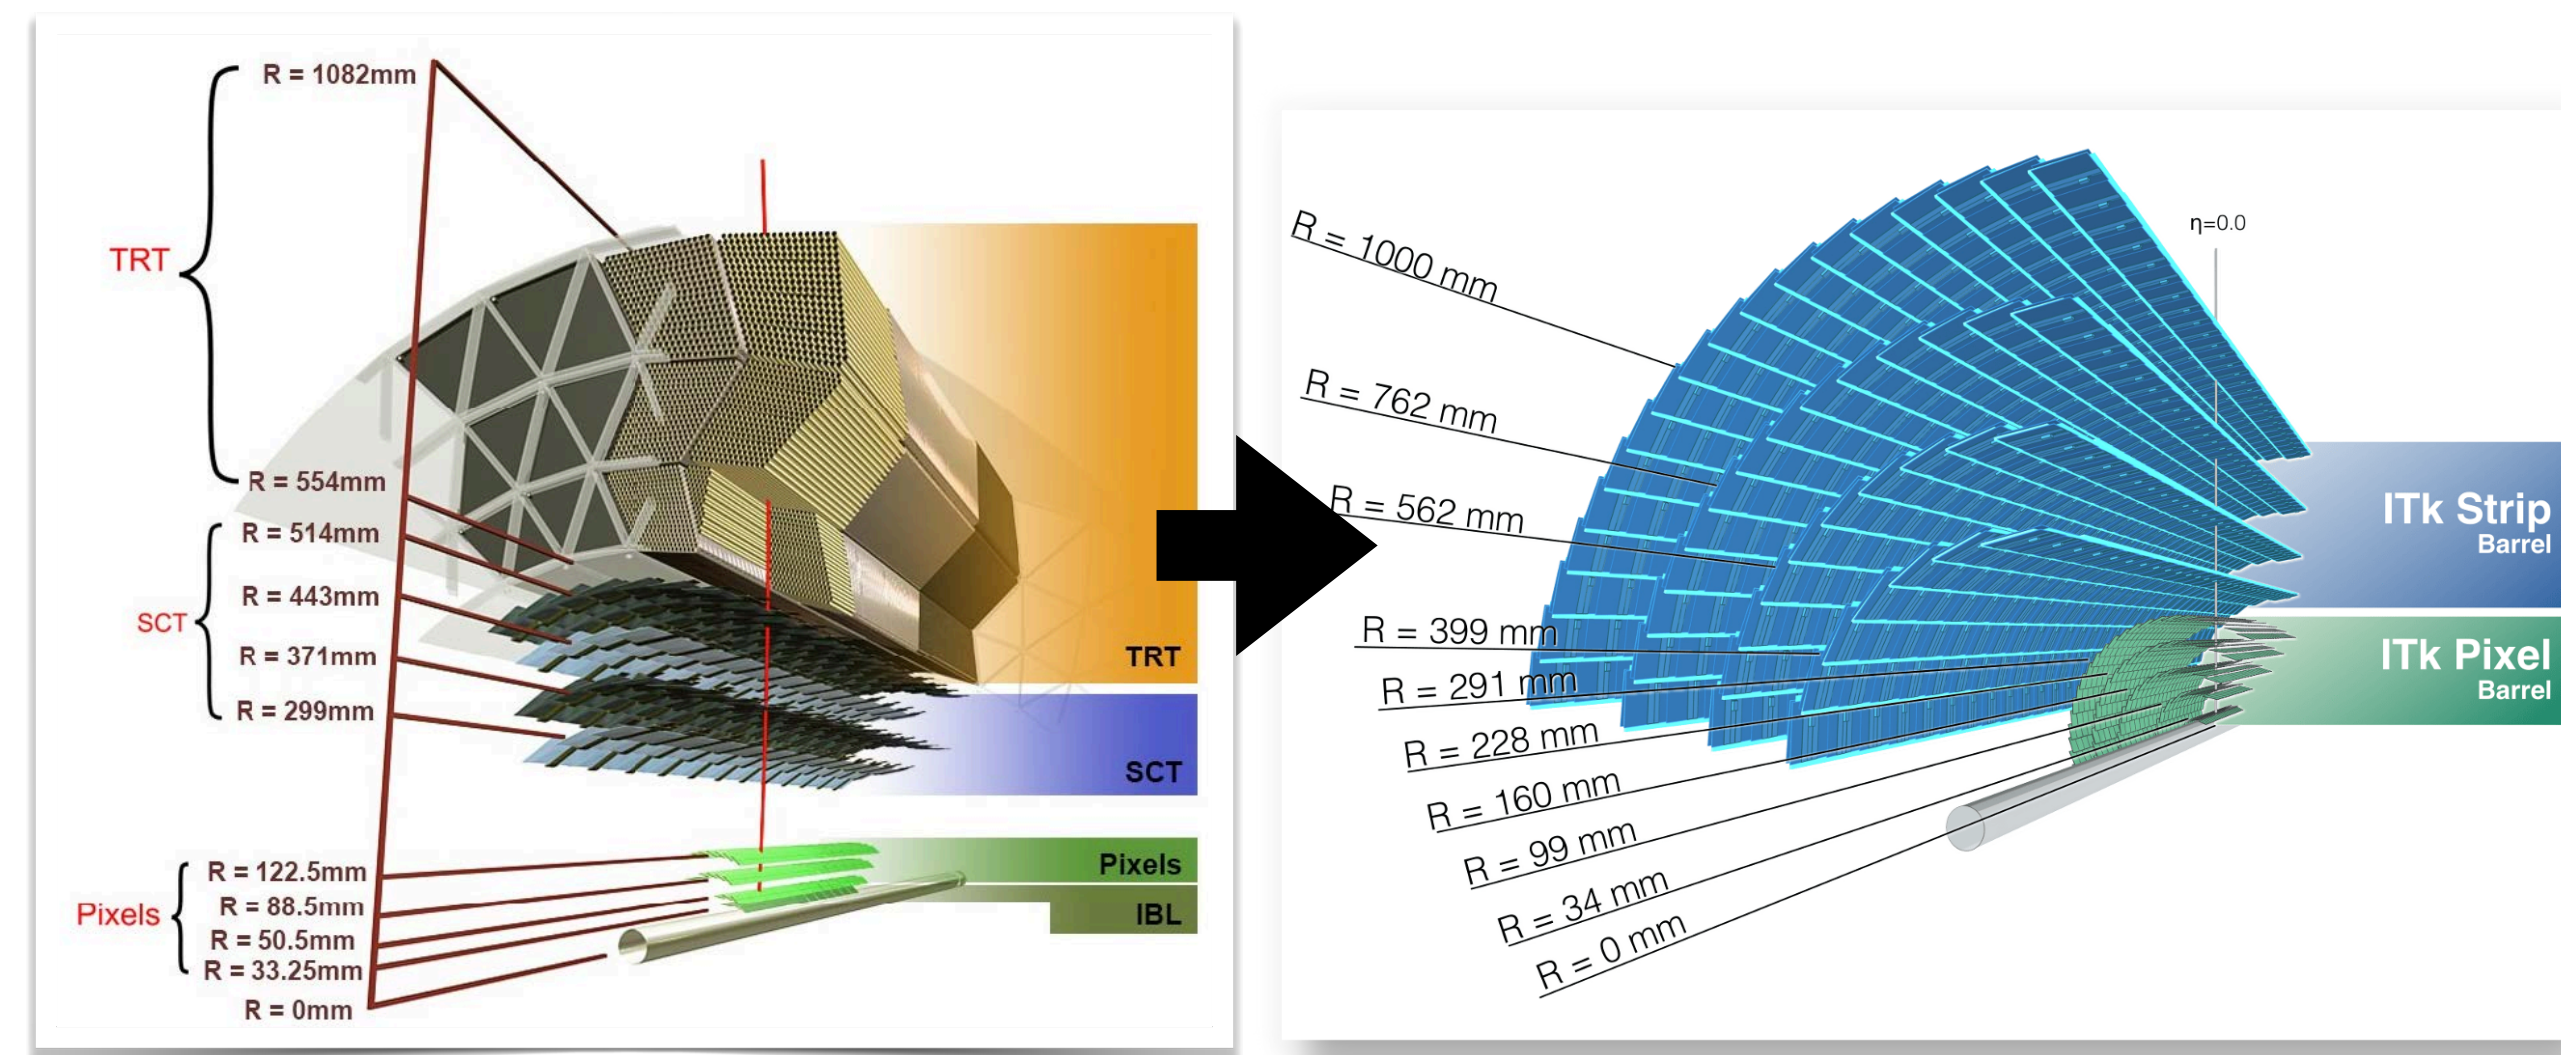 R = 1082mm
TRT
R = 554mm
R = 514mm
R = 443mm
SCT
R = 371mm
R = 299mm
R = 122.5mm
R = 88.5mm
Pixels
R = 50.5mm
R = 33.25mm
R = 0mm
TRT
SCT
Pixels
IBL
η=0.0
R = 1000 mm
R = 762 mm
R = 562 mm
R = 399 mm
R = 291 mm
R = 228 mm
R = 160 mm
R = 99 mm
R = 34 mm
R = 0 mm
ITk Strip
Barrel
ITk Pixel
Barrel